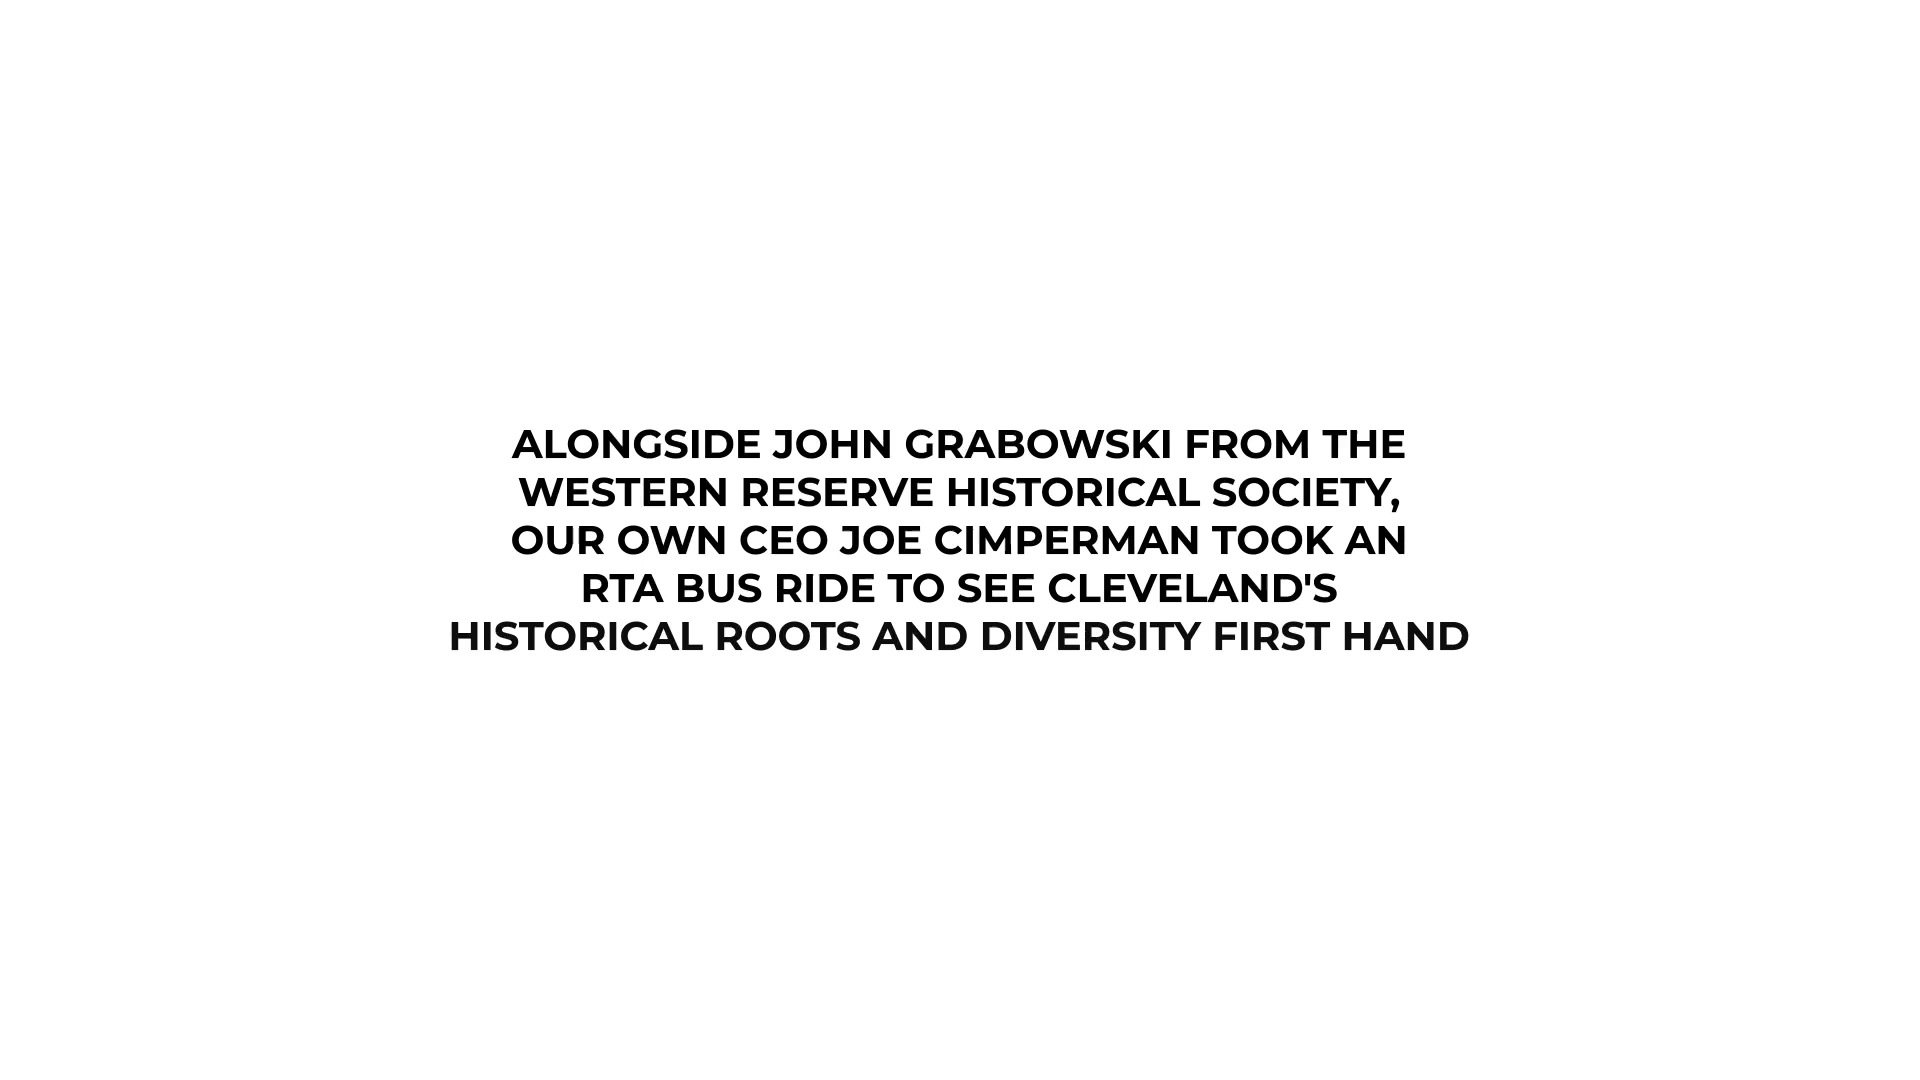 ALONGSIDE JOHN GRABOWSKI FROM THE
WESTERN RESERVE HISTORICAL SOCIETY,
OUR OWN CEO JOE CIMPERMAN TOOK AN
RTA BUS RIDE TO SEE CLEVELAND'S
HISTORICAL ROOTS AND DIVERSITY FIRST HAND